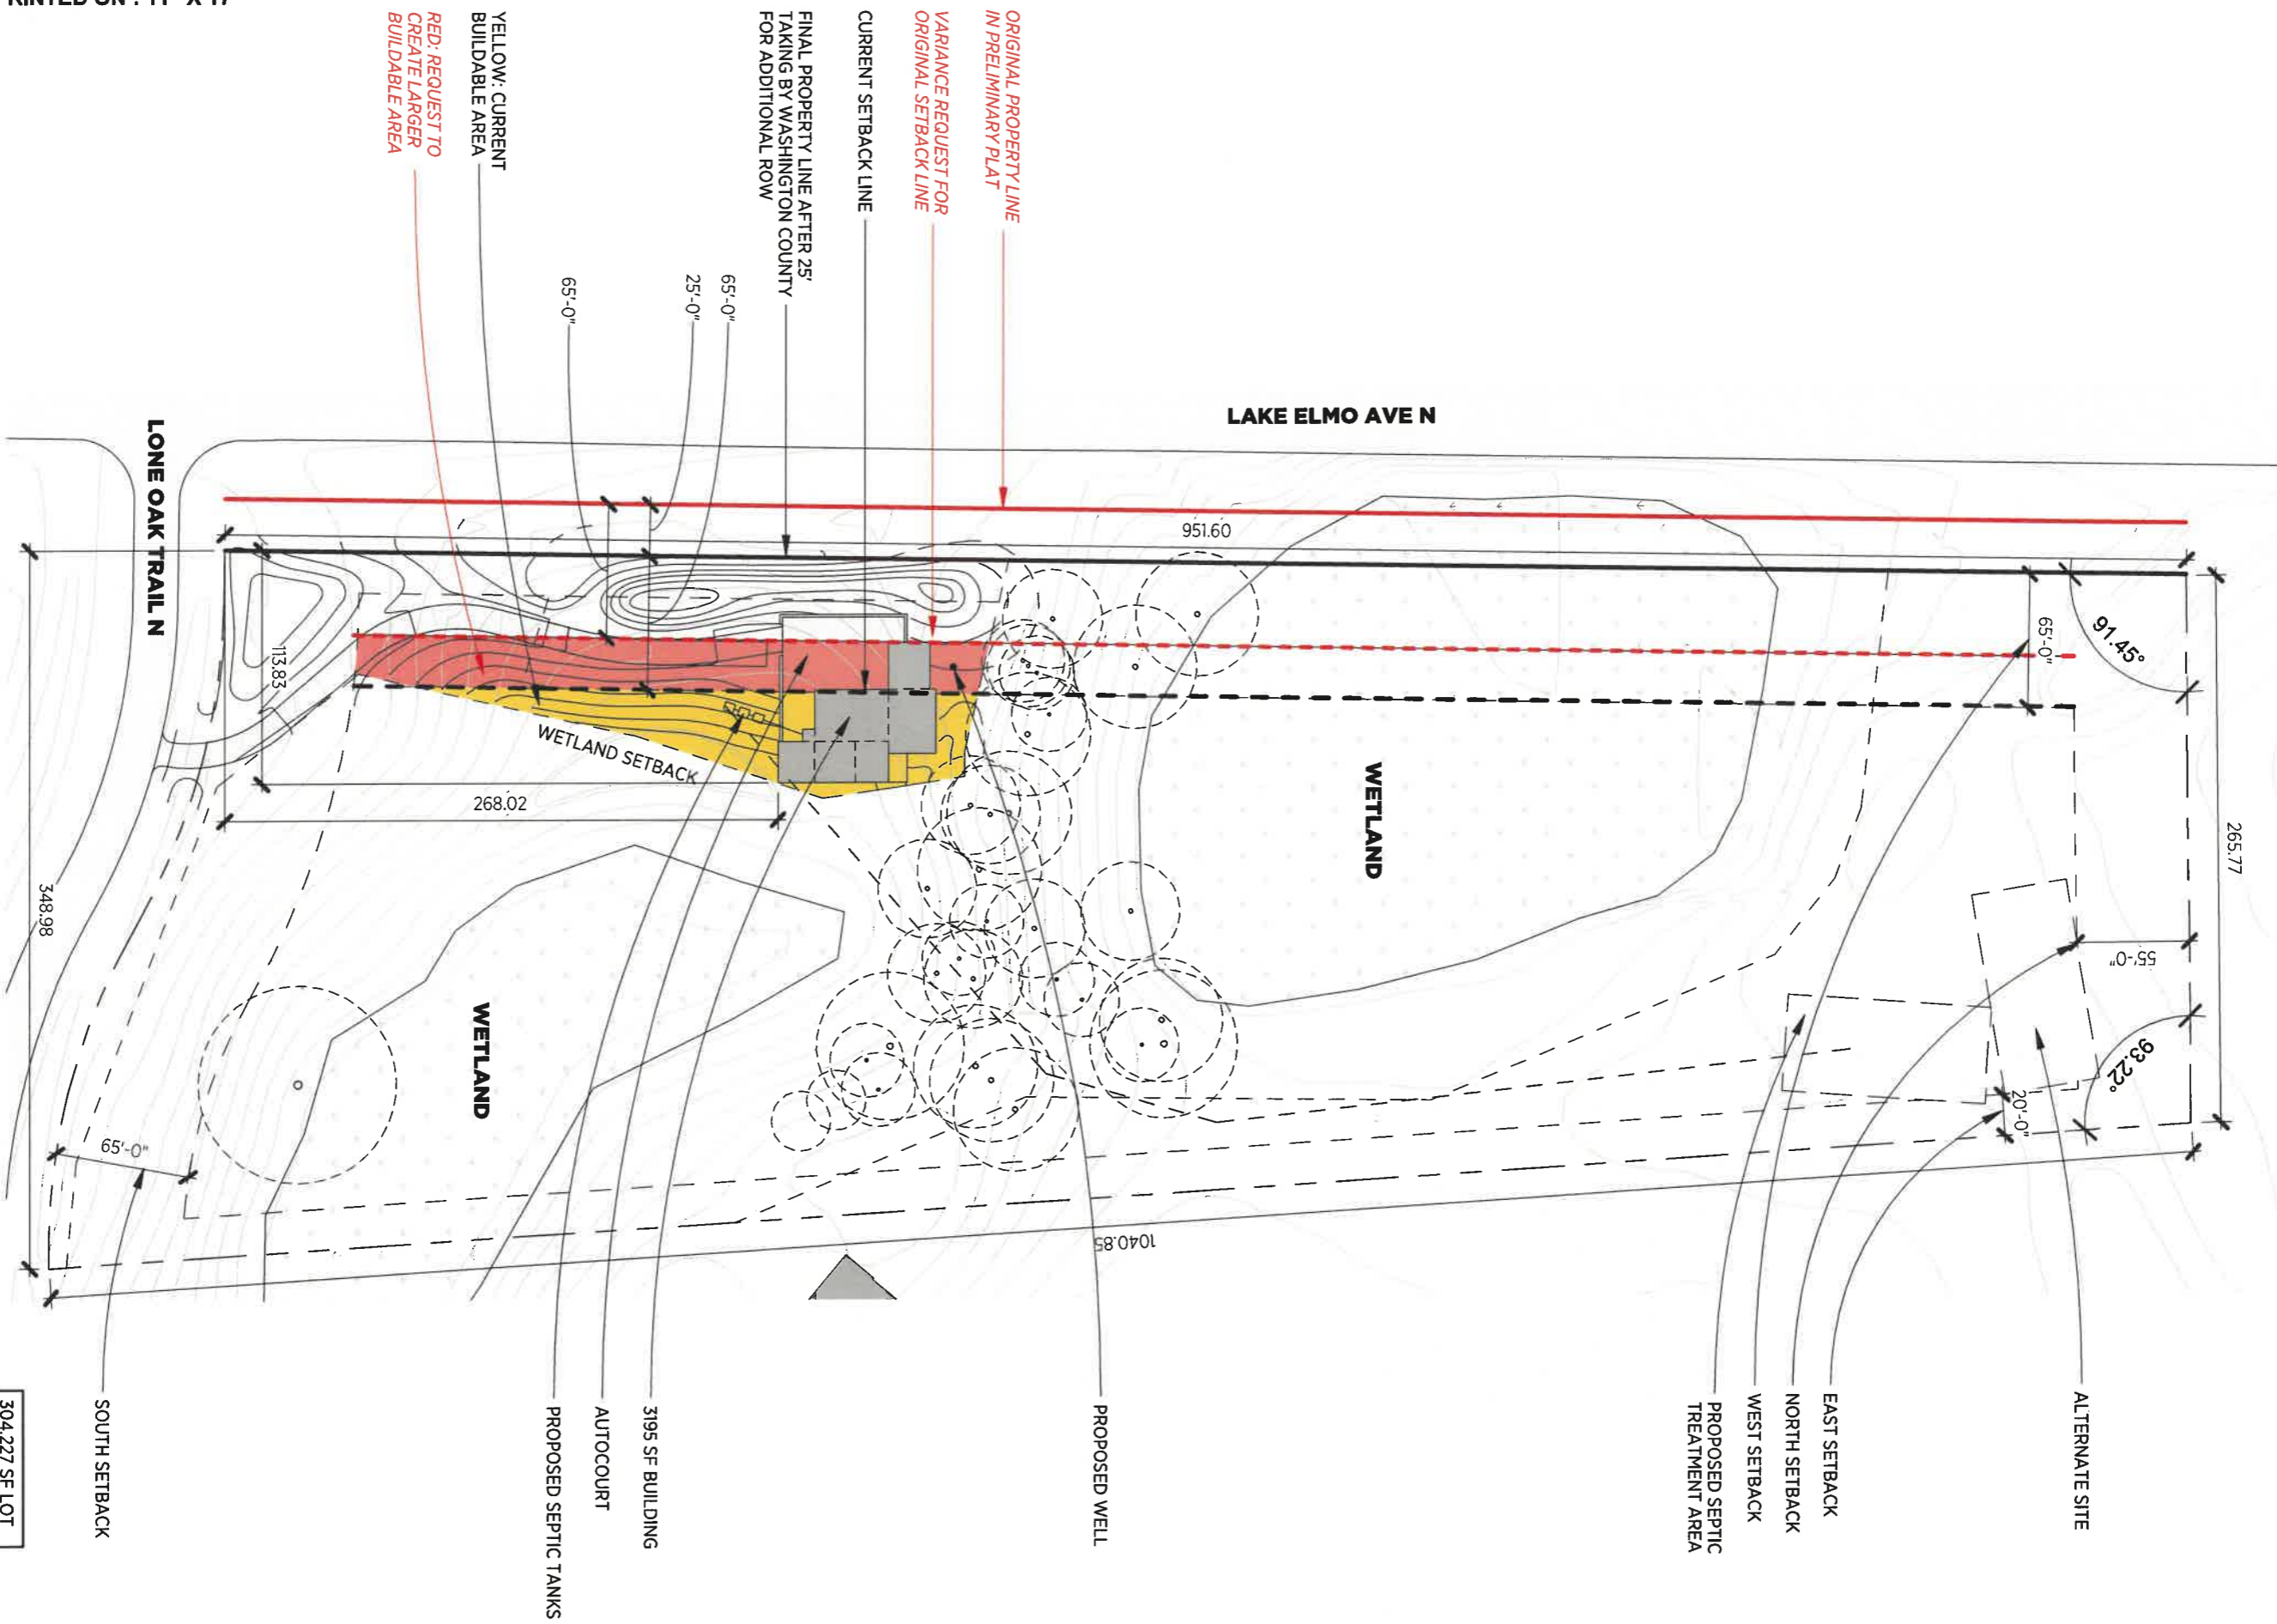 ORIGINAL PROPERTY LINE
IN PRELIMINARY PLAT
VARIANCE REQUEST FOR
ORIGINAL SETBACK LINE
CURRENT SETBACK LINE
FINAL PROPERTY LINE AFTER 25'
TAKING BY WASHINGTON COUNTY
FOR ADDITIONAL ROW
YELLOW: CURRENT
BUILDABLE AREA
RED: REQUEST TO
CREATE LARGER
BUILDABLE AREA
65'-0"
25'-0"
65'-0"
LAKE ELMO AVE N
LONE OAK TRAIL N
951.60
113.83
WETLAND SETBACK
268.02
348.98
65'-0"
91.45°
265.77
WETLAND
WETLAND
55'-0"
93.22°
20'-0"
65'-0"
1040.85
SOUTH SETBACK
PROPOSED SEPTIC TANKS
AUTOCOURT
3195 SF BUILDING
PROPOSED WELL
PROPOSED SEPTIC
TREATMENT AREA
WEST SETBACK
NORTH SETBACK
EAST SETBACK
ALTERNATE SITE
304,227 SF LOT